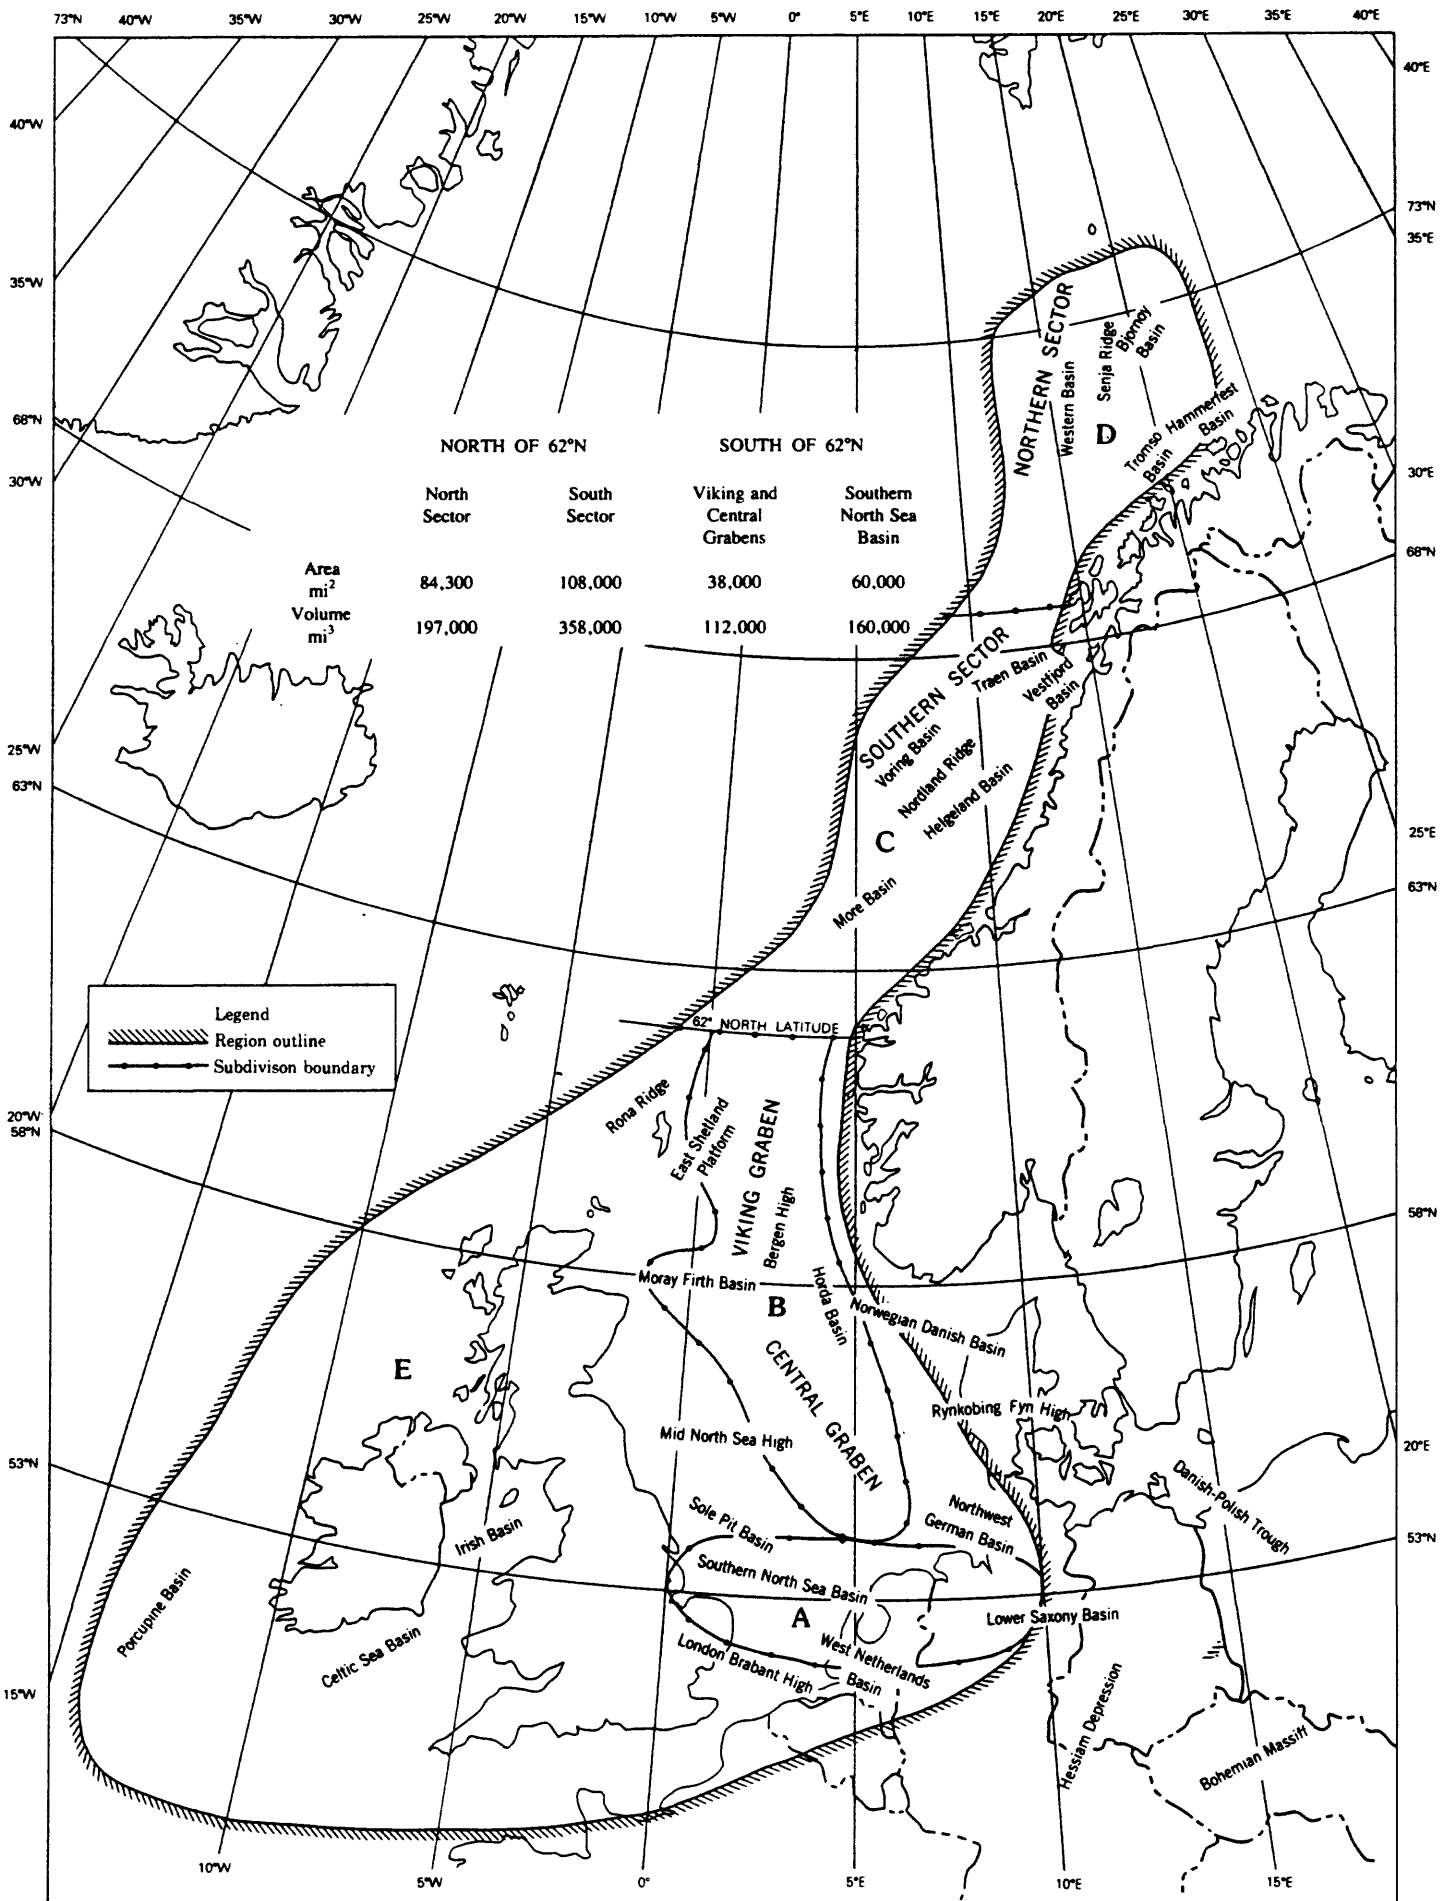 73°N 40°W 35°W 30°W 25°W 20°W 15°W 10°W 5°W 0° 5°E 10°E 15°E 20°E 25°E 30°E 35°E 40°E
40°E
40°W
73°N
35°E
35°W
NORTHERN SECTOR
Western Basin
Senja Ridge
Bjornoy
Basin
D
Tromso
Basin
Hammerfest
Basin
68°N
30°W
30°E
68°N
NORTH OF 62°N SOUTH OF 62°N
North
Sector
South
Sector
Viking and
Central
Grabens
Southern
North Sea
Basin
Area
mi²
84,300 108,000 38,000 60,000
Volume
mi³
197,000 358,000 112,000 160,000
SOUTHERN SECTOR
Traen Basin
Vestfjord
Basin
Voring Basin
Nordland Ridge
Helgeland Basin
C
More Basin
25°W
63°N
25°E
63°N
Legend
Region outline
Subdivison boundary
62° NORTH LATITUDE
20°W
58°N
Rona Ridge
East Shetland
Platform
VIKING GRABEN
Bergen High
58°N
Moray Firth Basin
B
Horda Basin
Norwegian Danish Basin
E
CENTRAL GRABEN
Rynkobing Fyn High
Mid North Sea High
20°E
53°N
Danish-Polish Trough
Sole Pit Basin
Northwest
German Basin
53°N
Irish Basin
Southern North Sea Basin
A
Lower Saxony Basin
Porcupine Basin
Celtic Sea Basin
London Brabant High
West Netherlands
Basin
15°W
Hessiam Depression
Bohemian Massiff
10°W 5°W 0° 5°E 10°E 15°E